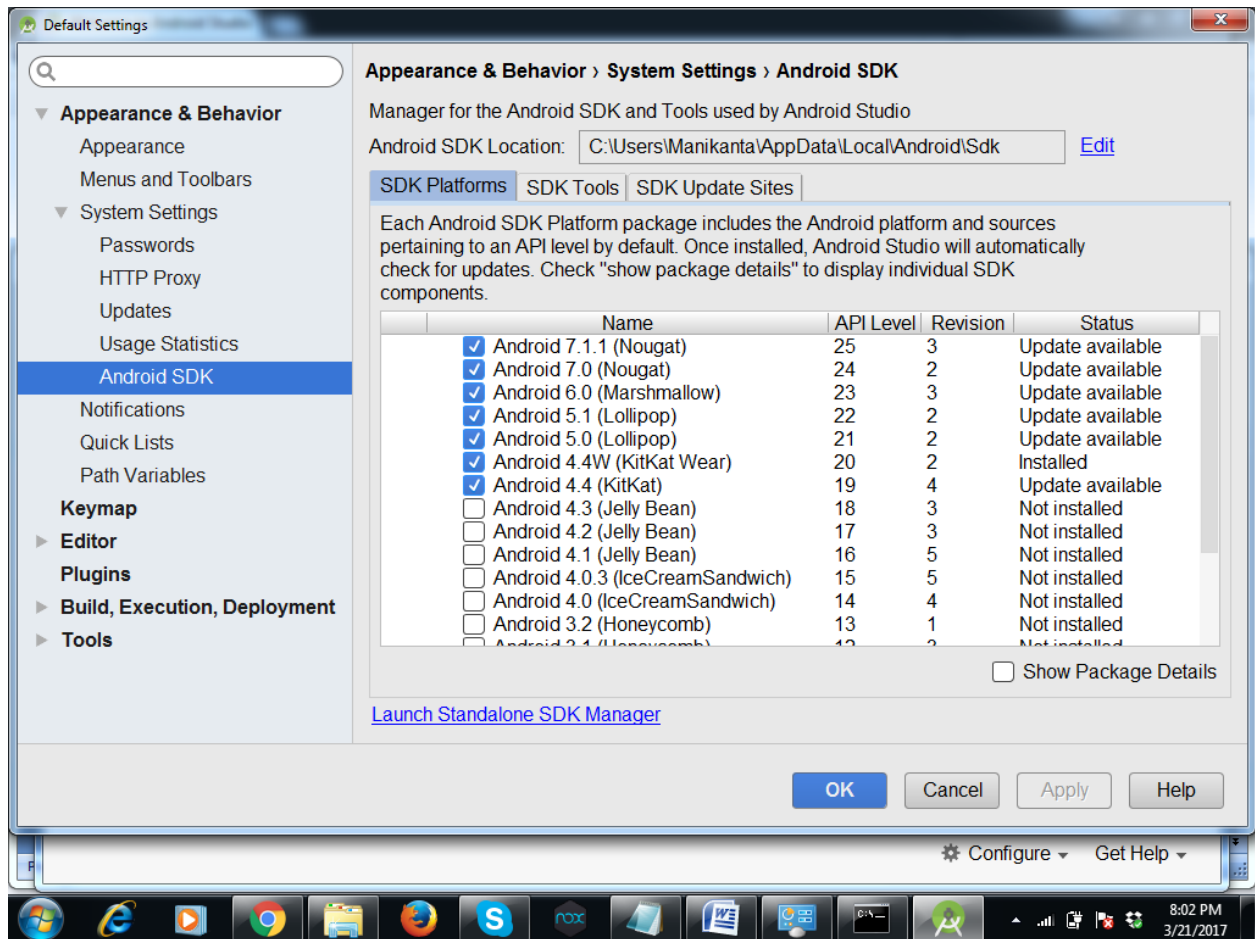 Default Settings
Appearance & Behavior › System Settings › Android SDK
Appearance & Behavior
Appearance
Menus and Toolbars
System Settings
Passwords
HTTP Proxy
Updates
Usage Statistics
Android SDK
Notifications
Quick Lists
Path Variables
Keymap
Editor
Plugins
Build, Execution, Deployment
Tools
Manager for the Android SDK and Tools used by Android Studio
Android SDK Location: C:\Users\Manikanta\AppData\Local\Android\Sdk Edit
SDK Platforms SDK Tools SDK Update Sites
Each Android SDK Platform package includes the Android platform and sources
pertaining to an API level by default. Once installed, Android Studio will automatically
check for updates. Check "show package details" to display individual SDK
components.
Name API Level Revision Status
Android 7.1.1 (Nougat) 25 3 Update available
Android 7.0 (Nougat) 24 2 Update available
Android 6.0 (Marshmallow) 23 3 Update available
Android 5.1 (Lollipop) 22 2 Update available
Android 5.0 (Lollipop) 21 2 Update available
Android 4.4W (KitKat Wear) 20 2 Installed
Android 4.4 (KitKat) 19 4 Update available
Android 4.3 (Jelly Bean) 18 3 Not installed
Android 4.2 (Jelly Bean) 17 3 Not installed
Android 4.1 (Jelly Bean) 16 5 Not installed
Android 4.0.3 (IceCreamSandwich) 15 5 Not installed
Android 4.0 (IceCreamSandwich) 14 4 Not installed
Android 3.2 (Honeycomb) 13 1 Not installed
Android 3.1 (Honeycomb) 12 Not installed
Show Package Details
Launch Standalone SDK Manager
OK Cancel Apply Help
Configure Get Help
nox
C:\
8:02 PM
3/21/2017